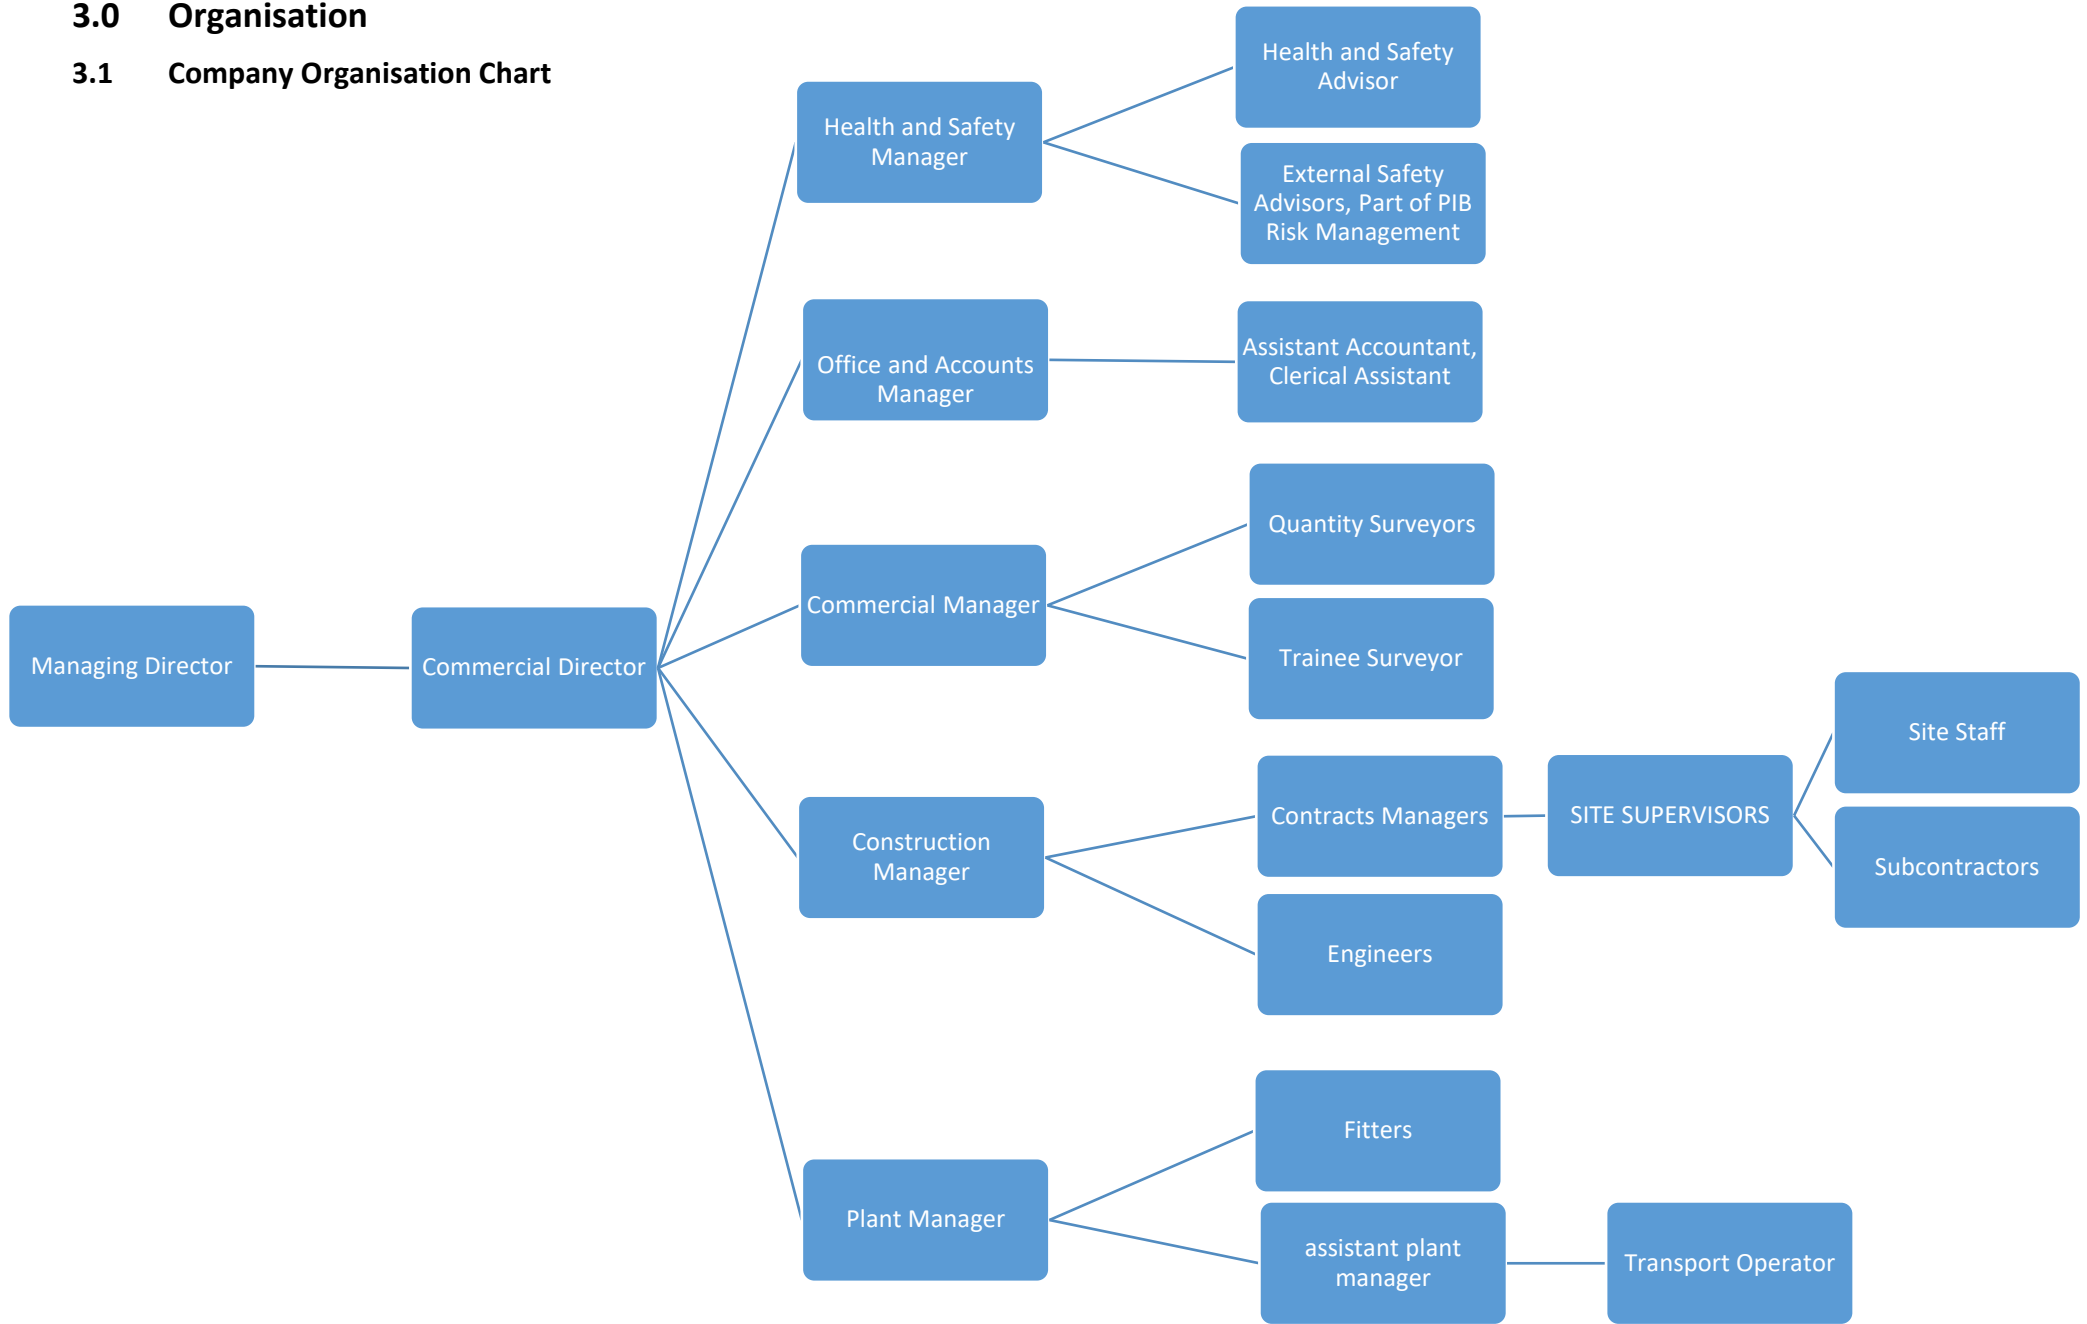 3.0 Organisation
3.1 Company Organisation Chart
Health and Safety
Advisor
Health and Safety
Manager
External Safety
Advisors, Part of PIB
Risk Management
Office and Accounts
Manager
Assistant Accountant,
Clerical Assistant
Quantity Surveyors
Commercial Manager
Trainee Surveyor
Managing Director
Commercial Director
Site Staff
Contracts Managers
SITE SUPERVISORS
Construction
Manager
Subcontractors
Engineers
Fitters
Plant Manager
assistant plant
manager
Transport Operator